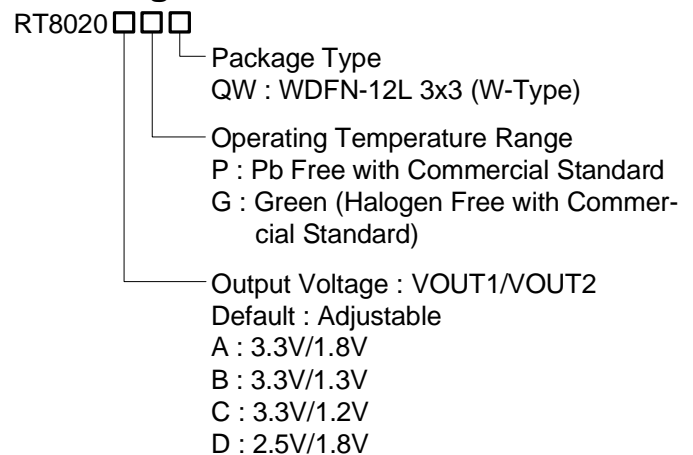 RT8020
Package Type
QW : WDFN-12L 3x3 (W-Type)
Operating Temperature Range
P : Pb Free with Commercial Standard
G : Green (Halogen Free with Commer-
cial Standard)
Output Voltage : VOUT1/VOUT2
Default : Adjustable
A : 3.3V/1.8V
B : 3.3V/1.3V
C : 3.3V/1.2V
D : 2.5V/1.8V